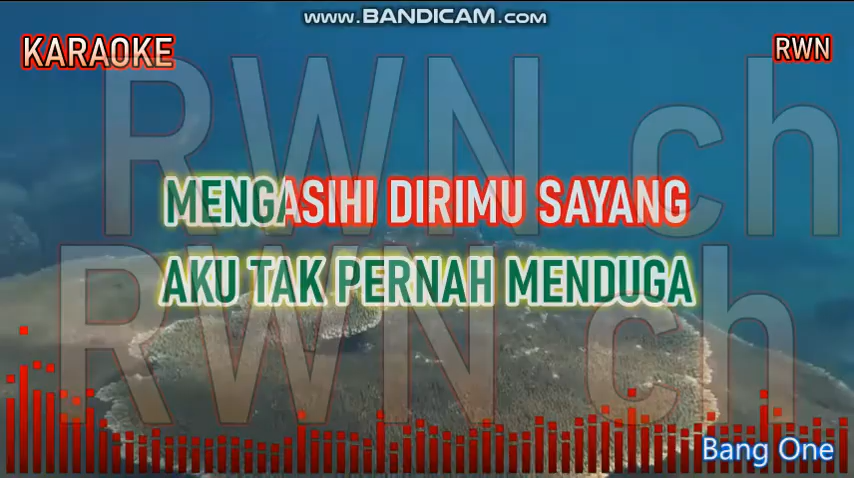 www.BANDICAM.com
KARAOKE
RWN
RWN ch
MENGASIHI DIRIMU SAYANG
AKU TAK PERNAH MENDUGA
RWN ch
Bang One